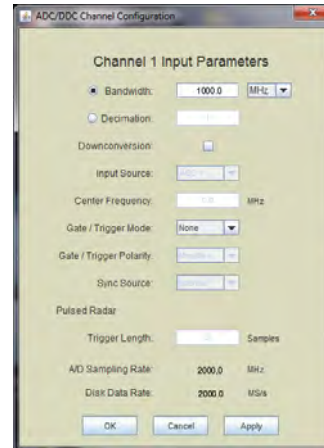 ADC/DDC Channel Configuration
Channel 1 Input Parameters
Bandwidth: 1000.0 MHz
Decimation:
Downconversion:
Input Source:
Center Frequency: MHz
Gate / Trigger Mode: None
Gate / Trigger Polarity:
Sync Source:
Pulsed Radar
Trigger Length: Samples
A/D Sampling Rate: 2000.0 MHz
Disk Data Rate: 2000.0 MS/s
OK Cancel Apply